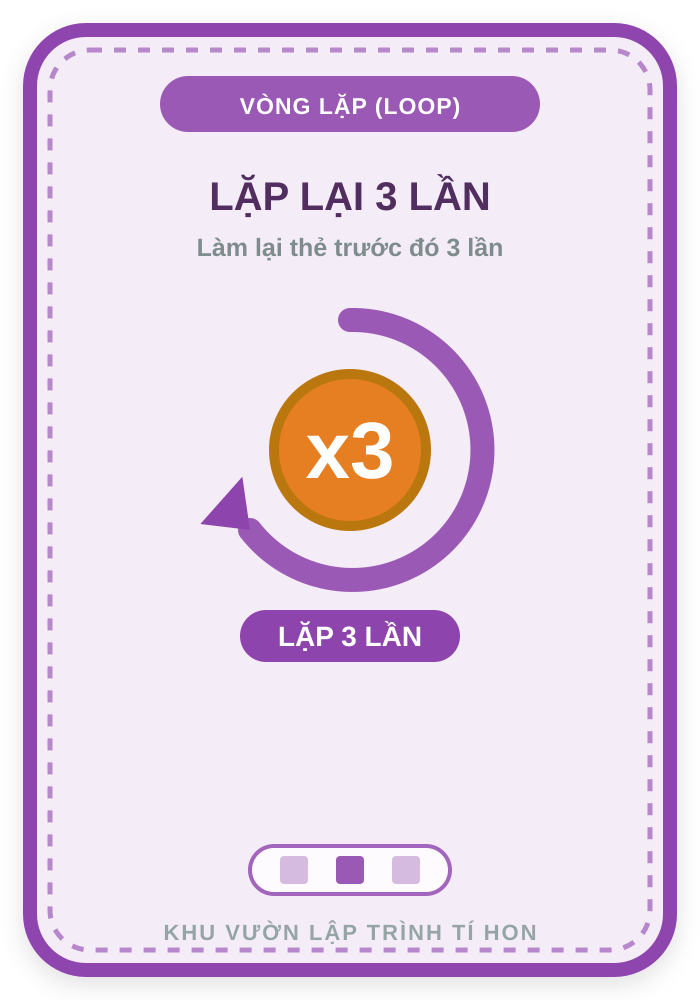 VÒNG LẶP (LOOP)
LẶP LẠI 3 LẦN
Làm lại thẻ trước đó 3 lần
x3
LẶP 3 LẦN
KHU VƯỜN LẬP TRÌNH TÍ HON